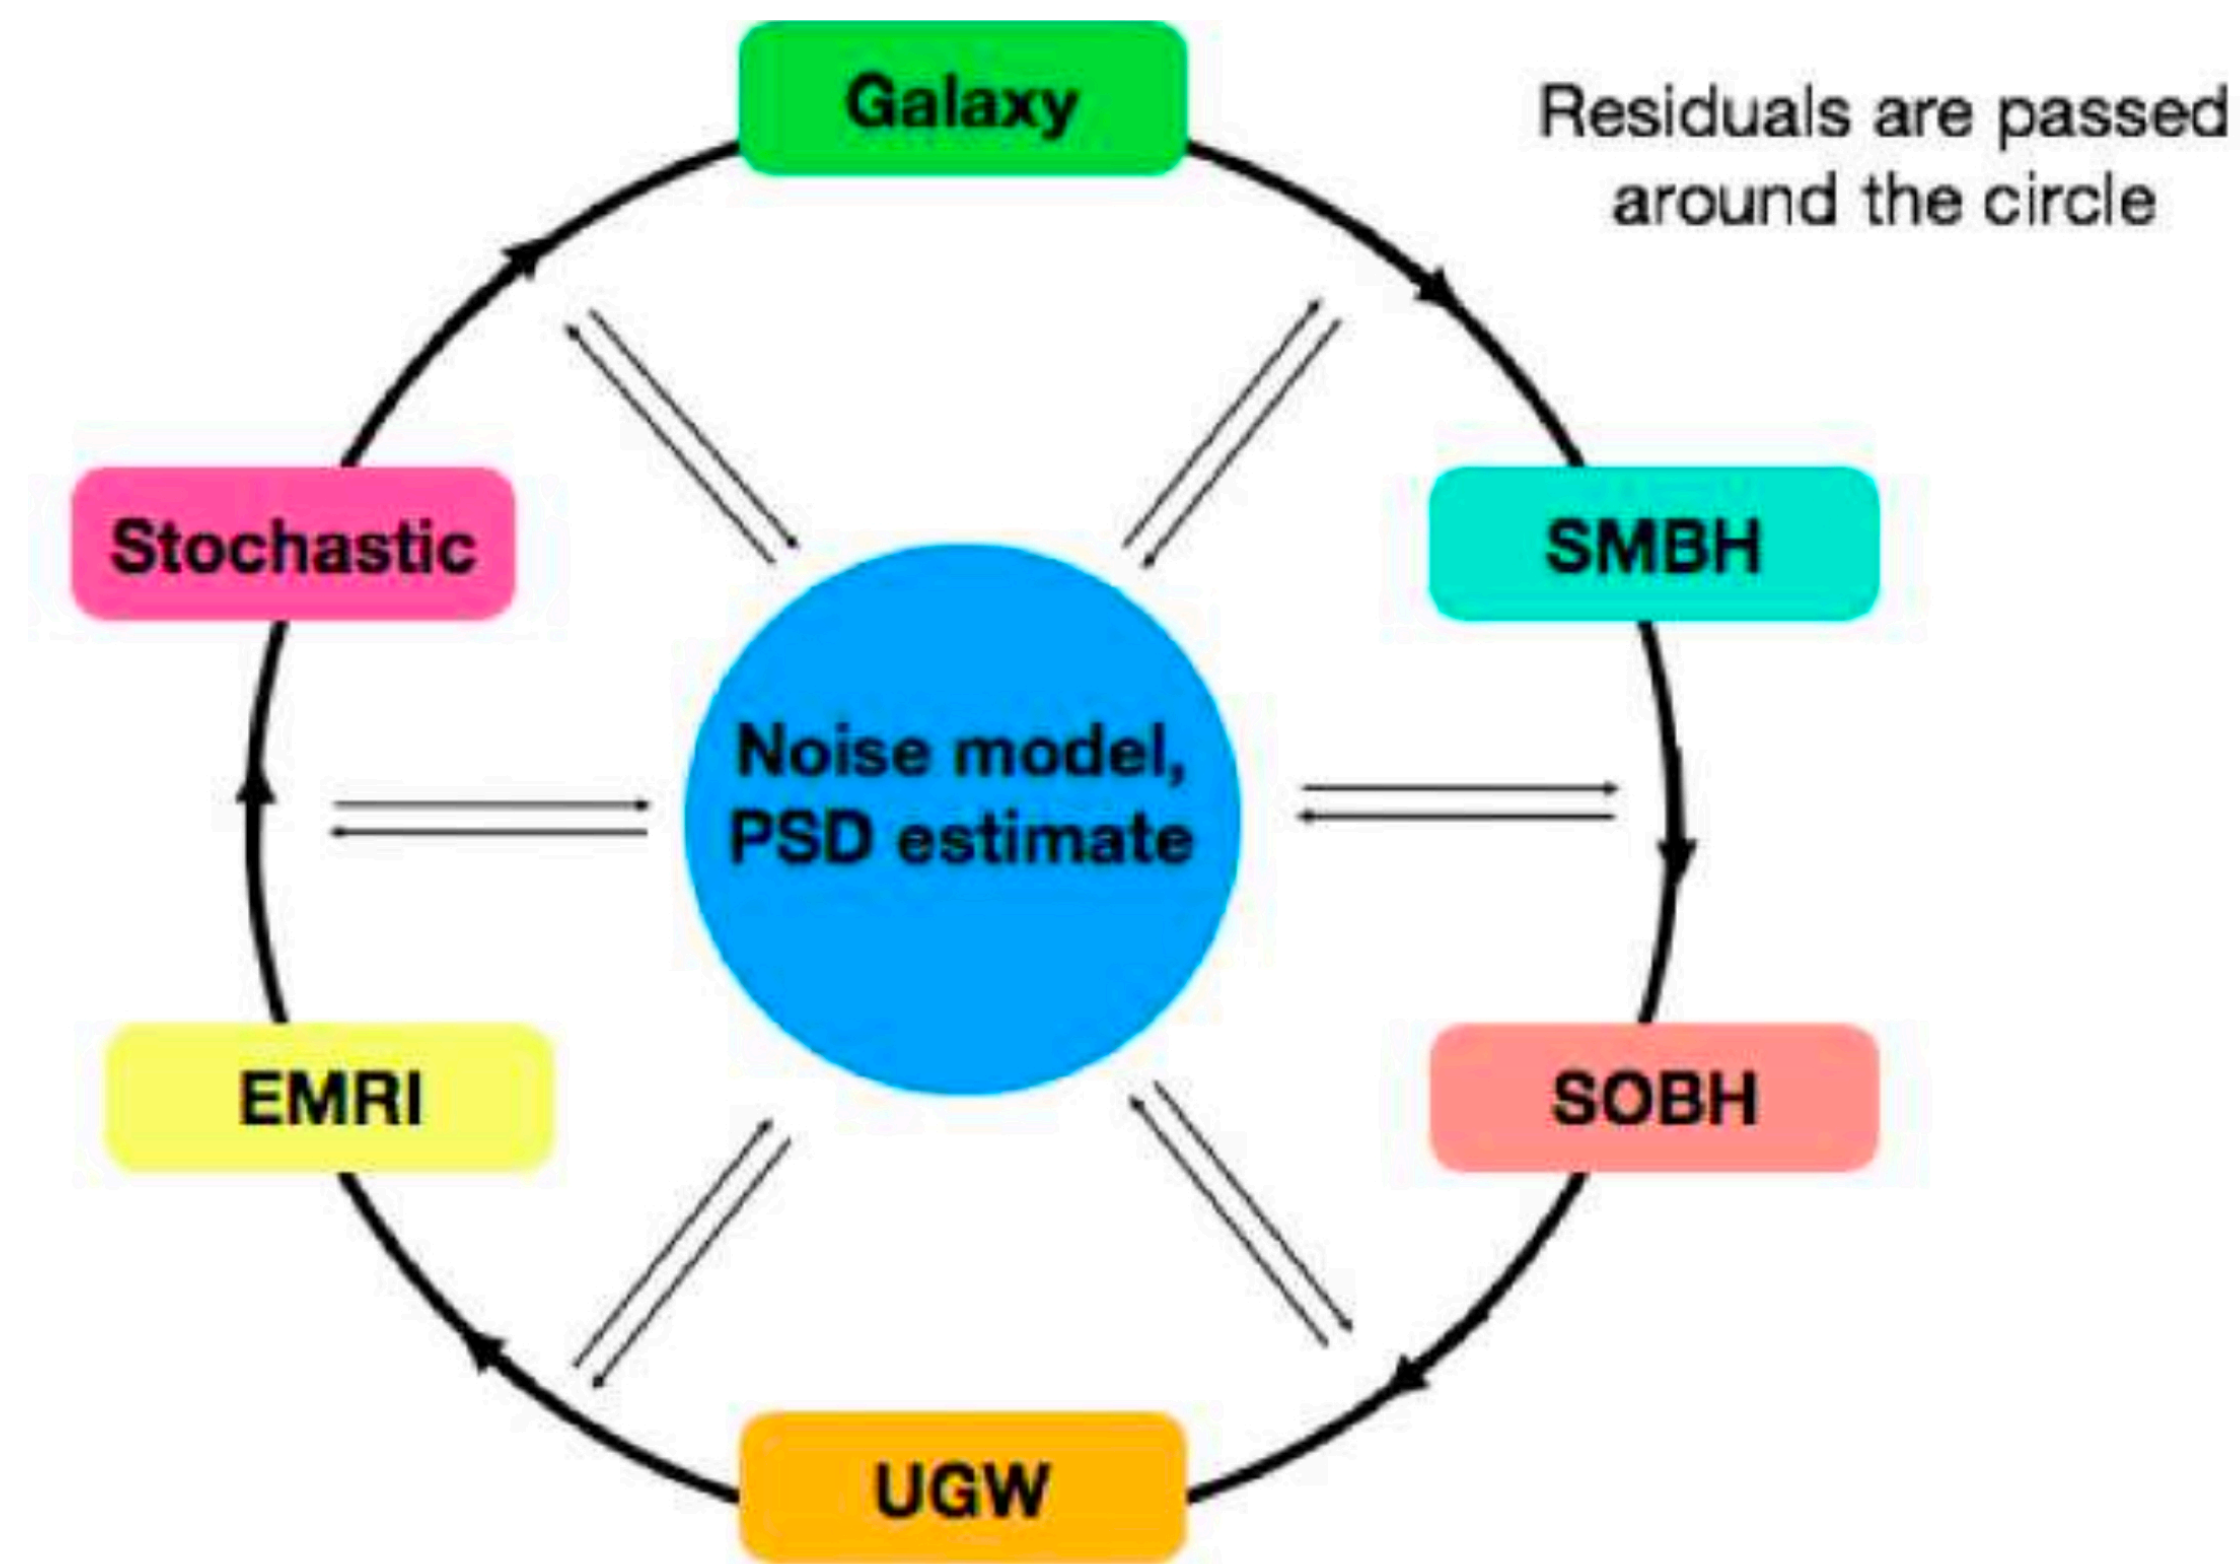 Galaxy
Residuals are passed
around the circle
Stochastic
SMBH
Noise model,
PSD estimate
EMRI
SOBH
UGW